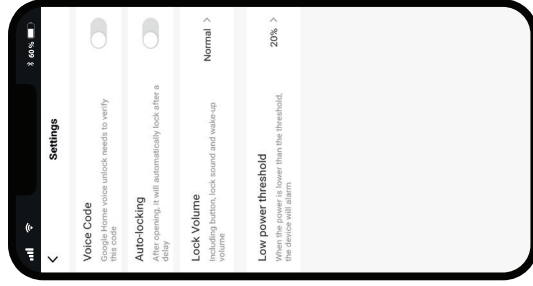 60 %
Settings
Voice Code
Google Home voice unlock needs to verify
this code
Auto-locking
After opening, it will automatically lock after a
delay
Lock Volume
Including button, lock sound and wake-up
volume
Normal >
Low power threshold
When the power is lower than the threshold,
the device will alarm
20% >